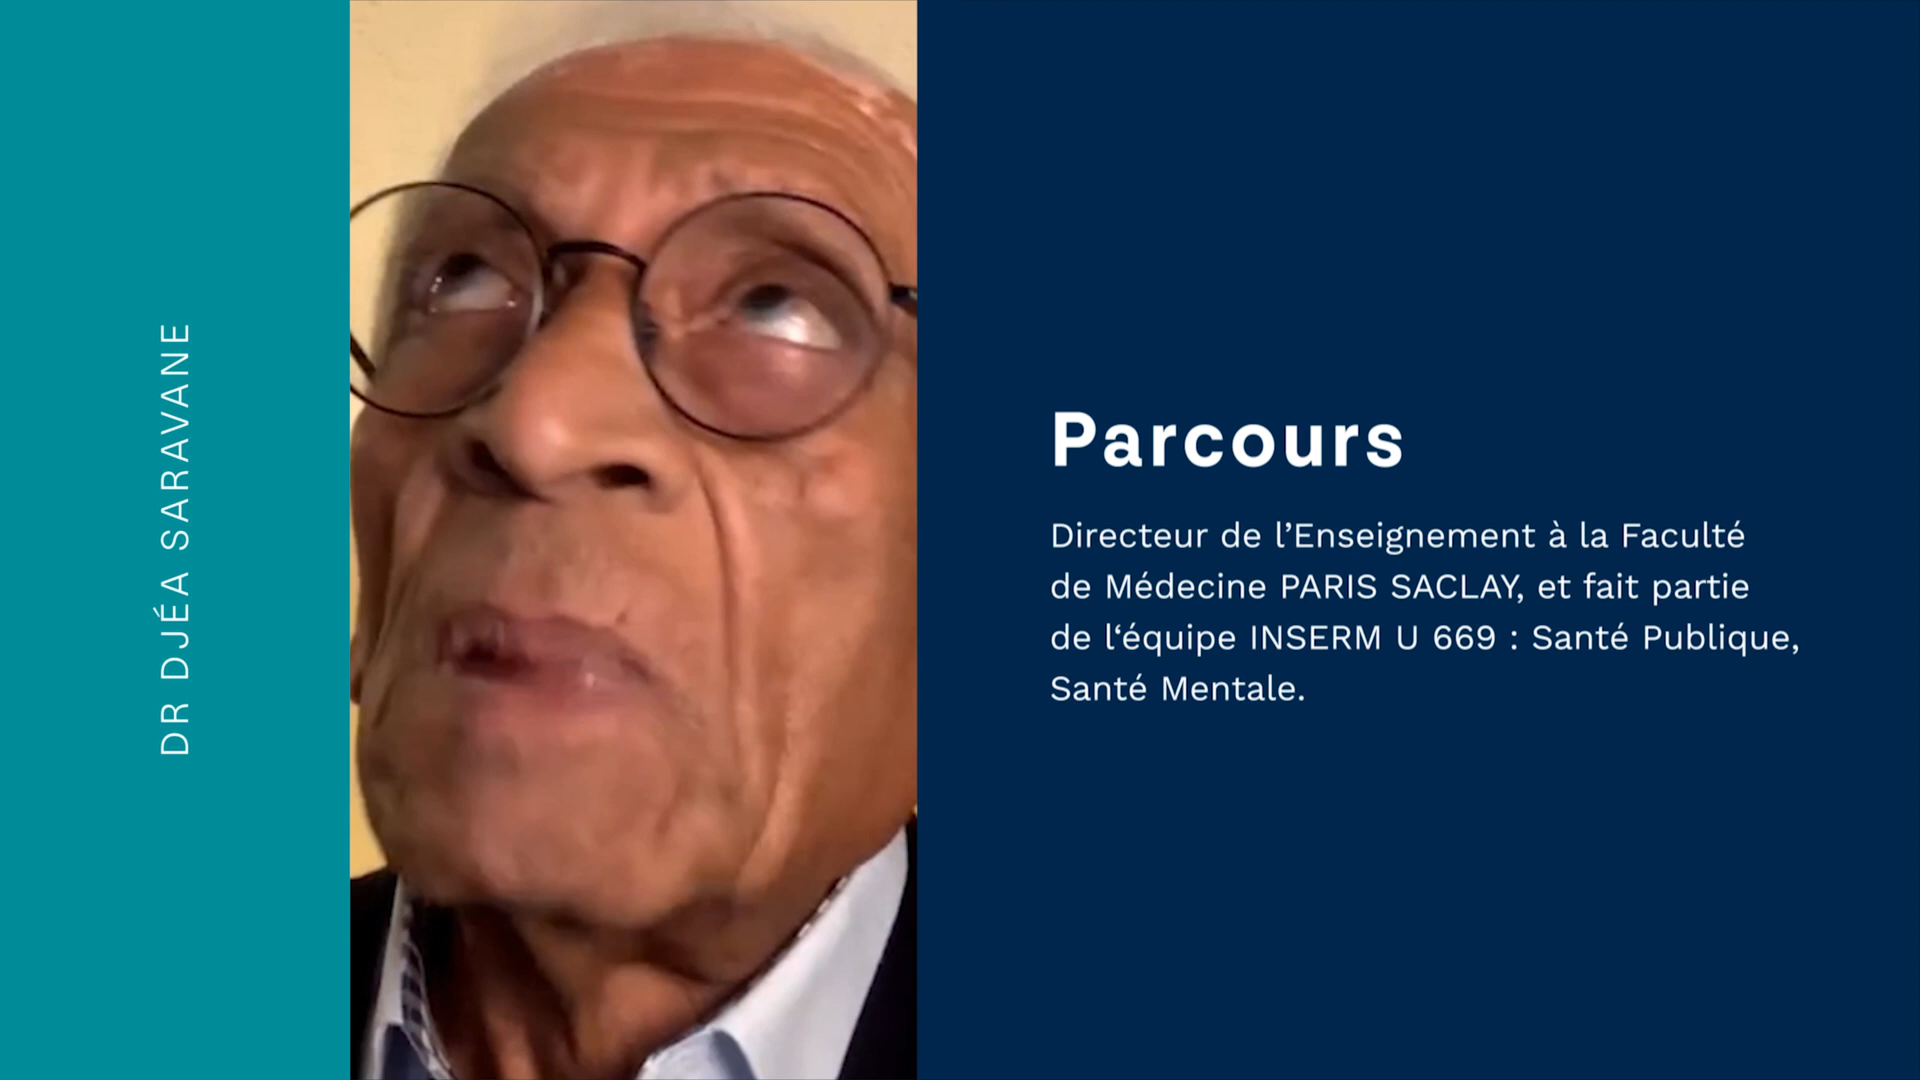 DR DJÉA SARAVANE
Parcours
Directeur de l’Enseignement à la Faculté
de Médecine PARIS SACLAY, et fait partie
de l‘équipe INSERM U 669 : Santé Publique,
Santé Mentale.